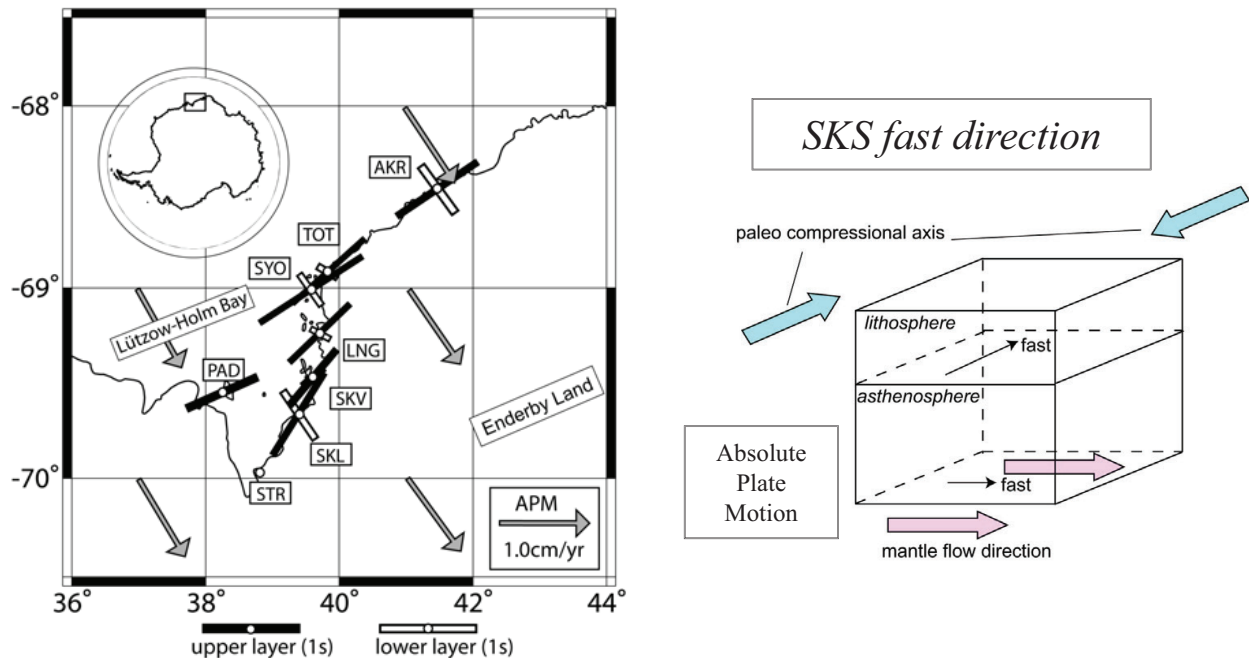 -68°
-69°
-70°
36°
38°
40°
42°
44°
AKR
TOT
SYO
Lützow-Holm Bay
PAD
LNG
SKV
SKL
STR
Enderby Land
APM
1.0cm/yr
upper layer (1s)
lower layer (1s)
SKS fast direction
paleo compressional axis
lithosphere
fast
asthenosphere
Absolute
Plate
Motion
fast
mantle flow direction